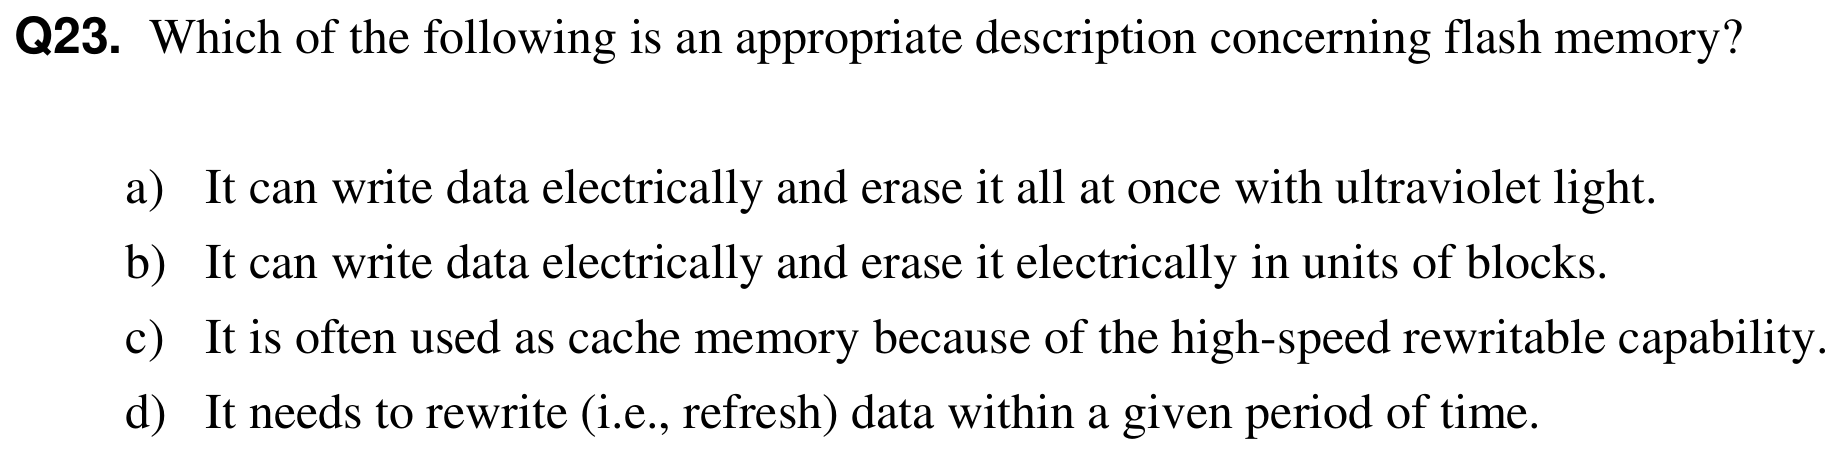 Q23. Which of the following is an appropriate description concerning flash memory?
a) It can write data electrically and erase it all at once with ultraviolet light.
b) It can write data electrically and erase it electrically in units of blocks.
c) It is often used as cache memory because of the high-speed rewritable capability.
d) It needs to rewrite (i.e., refresh) data within a given period of time.